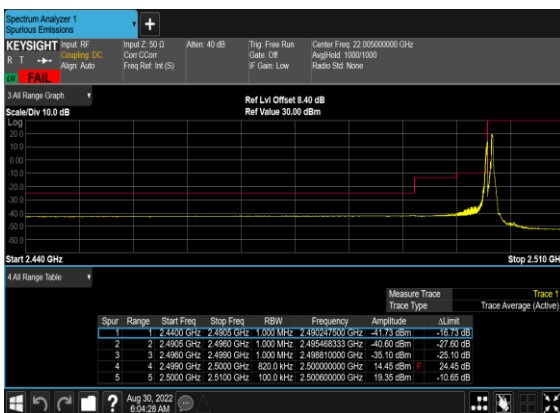 Spectrum Analyzer 1
Spurious Emissions
+
KEYSIGHT Input: RF Input Z: 50 Ω Atten: 40 dB Trig: Free Run Center Freq: 22.005000000 GHz
R T Coupling: DC Corr CCorr Gate: Off Avg|Hold: 1000/1000
Align: Auto Freq Ref: Int (S) IF Gain: Low Radio Std: None
FAIL
3 All Range Graph
Ref Lvl Offset 8.40 dB
Scale/Div 10.0 dB Ref Value 30.00 dBm
Log
20.0
10.0
0.00
-10.0
-20.0
-30.0
-40.0
-50.0
-60.0
Start 2.440 GHz Stop 2.510 GH
4 All Range Table
Measure Trace Trace 1
Trace Type Trace Average (Active)
Spur Range Start Freq Stop Freq RBW Frequency Amplitude ΔLimit
1 1 2.4400 GHz 2.4905 GHz 1.000 MHz 2.490247500 GHz -41.73 dBm -16.73 dB
2 2 2.4905 GHz 2.4960 GHz 1.000 MHz 2.495468333 GHz -40.60 dBm -27.60 dB
3 3 2.4960 GHz 2.4990 GHz 1.000 MHz 2.498810000 GHz -35.10 dBm -25.10 dB
4 4 2.4990 GHz 2.5000 GHz 820.0 kHz 2.500000000 GHz 14.45 dBm F 24.45 dB
5 5 2.5000 GHz 2.5100 GHz 100.0 kHz 2.500600000 GHz 19.35 dBm -10.65 dB
? Aug 30, 2022
6:04:28 AM